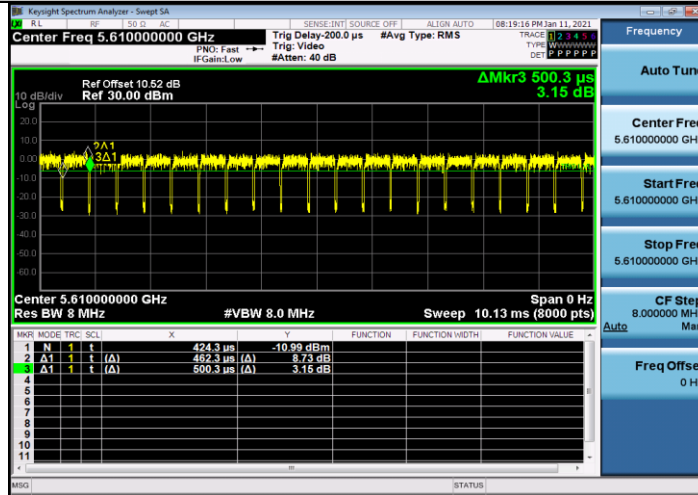 Keysight Spectrum Analyzer - Swept SA
RL RF 50 Ω AC SENSE:INT SOURCE OFF ALIGN AUTO 08:19:16 PM Jan 11, 2021
Center Freq 5.610000000 GHz
PNO: Fast
IFGain:Low
Trig Delay-200.0 µs
Trig: Video
#Atten: 40 dB
#Avg Type: RMS
TRACE 1 2 3 4 5 6
TYPE WWWWWW
DET P P P P P P
Frequency
Auto Tune
Ref Offset 10.52 dB
10 dB/div Ref 30.00 dBm
Log
ΔMkr3 500.3 µs
3.15 dB
20.0
10.0
0.00
-10.0
-20.0
-30.0
-40.0
-50.0
-60.0
2Δ1
3Δ1
Center 5.610000000 GHz Span 0 Hz
Res BW 8 MHz #VBW 8.0 MHz Sweep 10.13 ms (8000 pts)
MKR MODE TRC SCL X Y FUNCTION FUNCTION WIDTH FUNCTION VALUE
1 N 1 t 424.3 µs -10.99 dBm
2 Δ1 1 t (Δ) 462.3 µs (Δ) 8.73 dB
3 Δ1 1 t (Δ) 500.3 µs (Δ) 3.15 dB
4
5
6
7
8
9
10
11
MSG STATUS
Center Freq
5.610000000 GH
Start Freq
5.610000000 GH
Stop Freq
5.610000000 GH
CF Step
8.000000 MH
Auto Man
Freq Offse
0 H